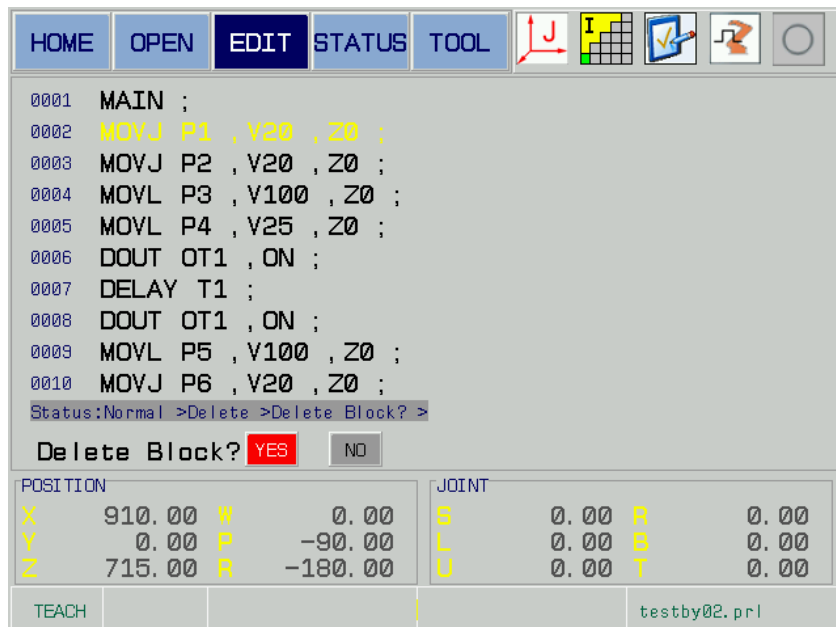 HOME OPEN EDIT STATUS TOOL J I
0001 MAIN ;
0002 MOVJ P1 , V20 , Z0 ;
0003 MOVJ P2 , V20 , Z0 ;
0004 MOVL P3 , V100 , Z0 ;
0005 MOVL P4 , V25 , Z0 ;
0006 DOUT OT1 , ON ;
0007 DELAY T1 ;
0008 DOUT OT1 , ON ;
0009 MOVL P5 , V100 , Z0 ;
0010 MOVJ P6 , V20 , Z0 ;
Status:Normal >Delete >Delete Block? >
Delete Block? YES NO
POSITION JOINT
X 910.00 W 0.00 S 0.00 R 0.00
Y 0.00 P -90.00 L 0.00 B 0.00
Z 715.00 R -180.00 U 0.00 T 0.00
TEACH testby02.prl